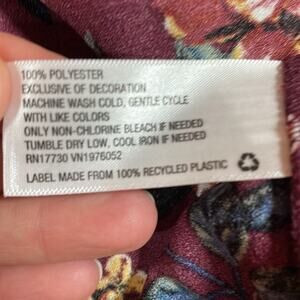 100% POLYESTER
EXCLUSIVE OF DECORATION
MACHINE WASH COLD, GENTLE CYCLE
WITH LIKE COLORS
ONLY NON-CHLORINE BLEACH IF NEEDED
TUMBLE DRY LOW, COOL IRON IF NEEDED
RN17730 VN1976052
LABEL MADE FROM 100% RECYCLED PLASTIC